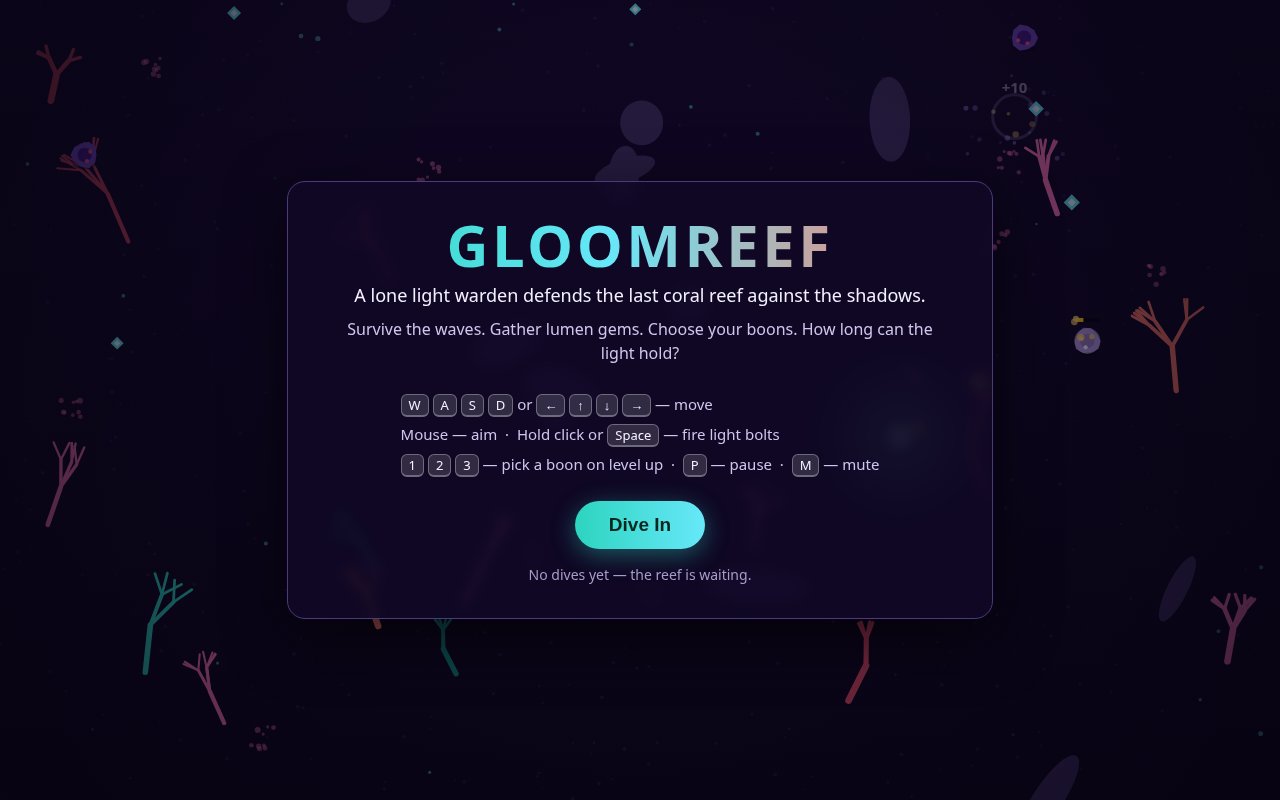 +10
GLOOMREEF
A lone light warden defends the last coral reef against the shadows.
Survive the waves. Gather lumen gems. Choose your boons. How long can the
light hold?
W A S D or ← ↑ ↓ → — move
Mouse — aim · Hold click or Space — fire light bolts
1 2 3 — pick a boon on level up · P — pause · M — mute
Dive In
No dives yet — the reef is waiting.